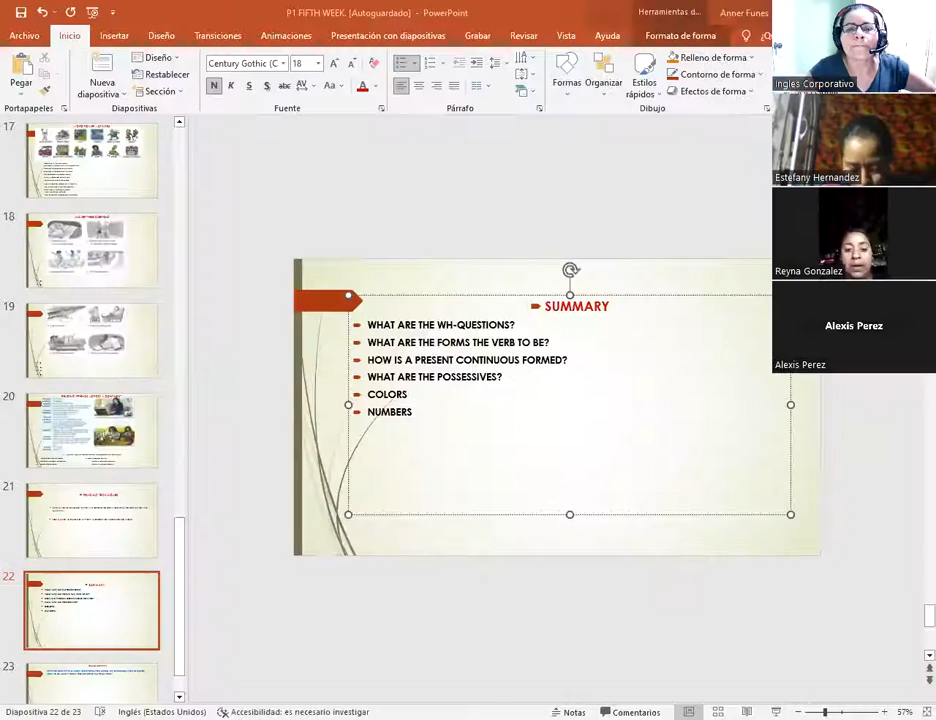 P1 FIFTH WEEK. [Autoguardado] - PowerPoint
Herramientas d...
Anner Funes
Archivo
Inicio
Insertar
Diseño
Transiciones
Animaciones
Presentación con diapositivas
Grabar
Revisar
Vista
Ayuda
Formato de forma
¿Q
Pegar
Portapapeles
Nueva diapositiva
Diseño
Restablecer
Sección
Diapositivas
Century Gothic (C
18
N K S S abc AV Aa A
Fuente
Párrafo
Formas
Organizar
Estilos rápidos
Relleno de forma
Contorno de forma
Efectos de forma
Dibujo
Ingles Corporativo
Estefany Hernandez
Reyna Gonzalez
Alexis Perez
Alexis Perez
17
18
19
20
21
22
23
SUMMARY
WHAT ARE THE WH-QUESTIONS?
WHAT ARE THE FORMS THE VERB TO BE?
HOW IS A PRESENT CONTINUOUS FORMED?
WHAT ARE THE POSSESSIVES?
COLORS
NUMBERS
Diapositiva 22 de 23
Inglés (Estados Unidos)
Accesibilidad: es necesario investigar
Notas
Comentarios
57%